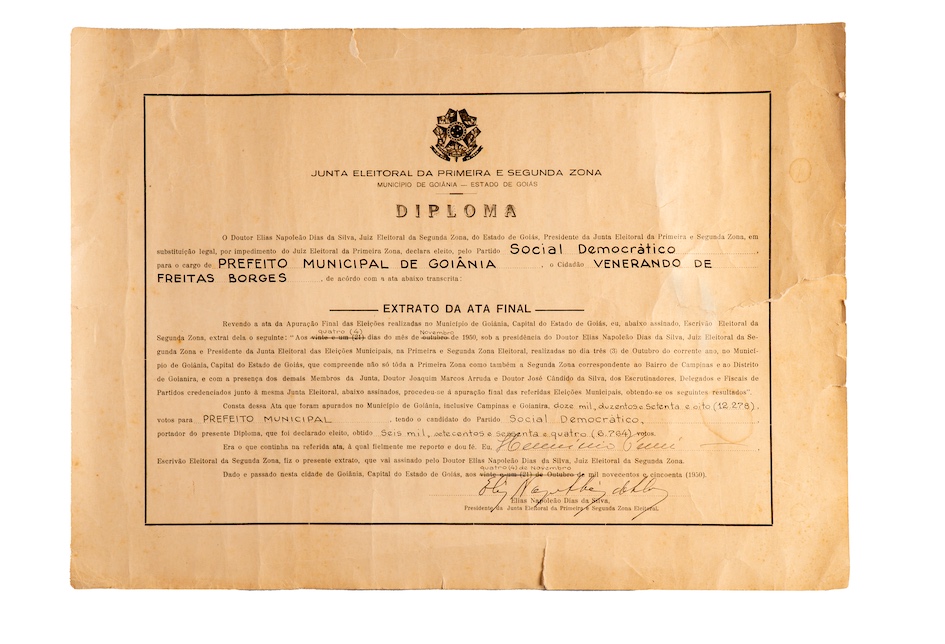 JUNTA ELEITORAL DA PRIMEIRA E SEGUNDA ZONA
MUNICÍPIO DE GOIÂNIA — ESTADO DE GOIÁS
DIPLOMA
O Doutor Elias Napoleão Dias da Silva, Juiz Eleitoral da Segunda Zona, do Estado de Goiás, Presidente da Junta Eleitoral da Primeira e Segunda Zona, em
substituição legal, por impedimento do Juiz Eleitoral da Primeira Zona, declara eleito, pelo Partido Social Democrático
para o cargo de PREFEITO MUNICIPAL DE GOIÂNIA, o Cidadão VENERANDO DE
FREITAS BORGES, de acôrdo com a ata abaixo transcrita:
EXTRATO DA ATA FINAL
Revendo a ata da Apuração Final das Eleições realizadas no Município de Goiânia, Capital do Estado de Goiás, eu, abaixo assinado, Escrivão Eleitoral da
quatro (4) Novembro
Segunda Zona, extraí dela o seguinte: "Aos vinte e um (21) dias do mês de outubro de 1950, sob a presidência do Doutor Elias Napoleão Dias da Silva, Juiz Eleitoral da Se-
gunda Zona e Presidente da Junta Eleitoral das Eleições Municipais, na Primeira e Segunda Zona Eleitoral, realizadas no dia três (3) de Outubro do corrente ano, no Municí-
pio de Goiânia, Capital do Estado de Goiás, que compreende não só tôda a Primeira Zona como também a Segunda Zona correspondente ao Bairro de Campinas e ao Distrito
de Goianira, e com a presença dos demais Membros da Junta, Doutor Joaquim Marcos Arruda e Doutor José Cândido da Silva, dos Escrutinadores, Delegados e Fiscais de
Partidos credenciados junto à mesma Junta Eleitoral, abaixo assinados, procedeu-se à apuração final das referidas Eleições Municipais, obtendo-se os seguintes resultados".
Consta dessa Ata que foram apurados no Município de Goiânia, inclusive Campinas e Goianira, doze mil, duzentos e setenta e oito (12.278).
votos para PREFEITO MUNICIPAL, tendo o candidato do Partido Social Democrático,
portador do presente Diploma, que foi declarado eleito, obtido Seis mil, setecentos e sessenta e quatro (6.764) votos.
Era o que continha na referida ata, à qual fielmente me reporto e dou fé. Eu,
Escrivão Eleitoral da Segunda Zona, fiz o presente extrato, que vai assinado pelo Doutor Elias Napoleão Dias da Silva, Juiz Eleitoral da Segunda Zona.
quatro (4) de Novembro
Dado e passado nesta cidade de Goiânia, Capital do Estado de Goiás, aos vinte e um (21) de Outubro de mil novecentos e cincoenta (1950).
Elias Napoleão Dias da Silva,
Presidente da Junta Eleitoral da Primeira e Segunda Zona Eleitoral.